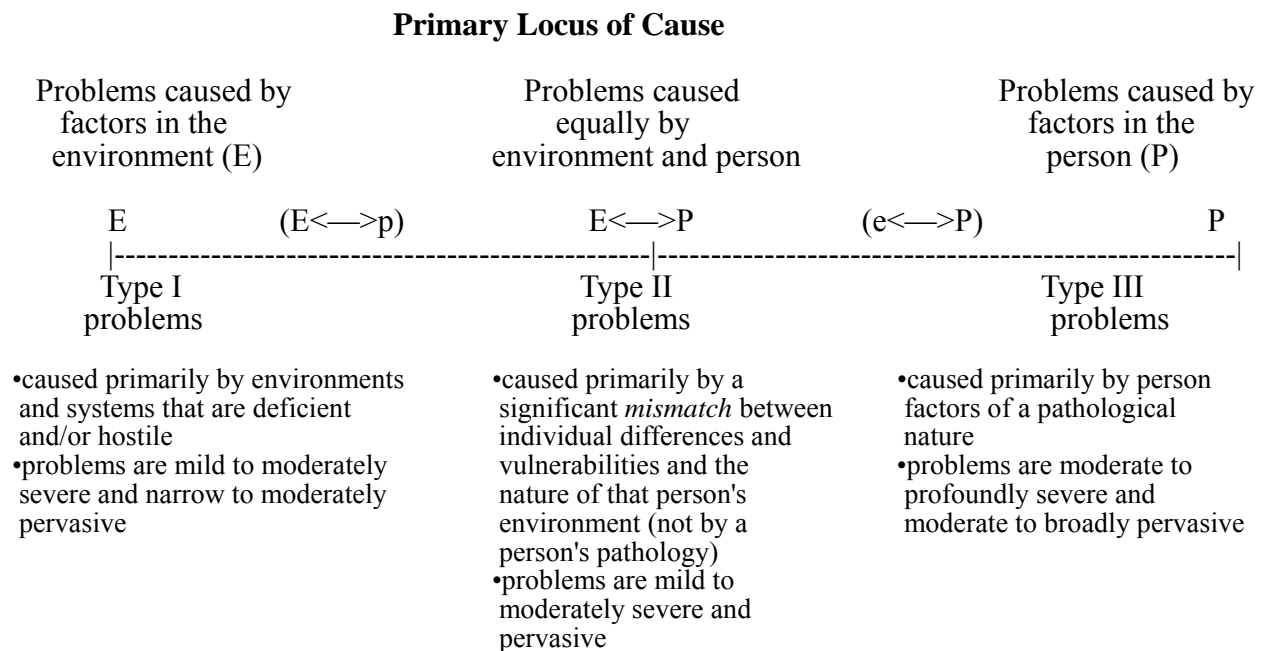 Primary Locus of Cause
Problems caused by
factors in the
environment (E)
Problems caused
equally by
environment and person
Problems caused by
factors in the
person (P)
E (E<—>p) E<—>P (e<—>P) P
|--------------------------------------------------|------------------------------------------------------|
Type I
problems
Type II
problems
Type III
problems
•caused primarily by environments
and systems that are deficient
and/or hostile
•problems are mild to moderately
severe and narrow to moderately
pervasive
•caused primarily by a
significant mismatch between
individual differences and
vulnerabilities and the
nature of that person's
environment (not by a
person's pathology)
•problems are mild to
moderately severe and
pervasive
•caused primarily by person
factors of a pathological
nature
•problems are moderate to
profoundly severe and
moderate to broadly pervasive